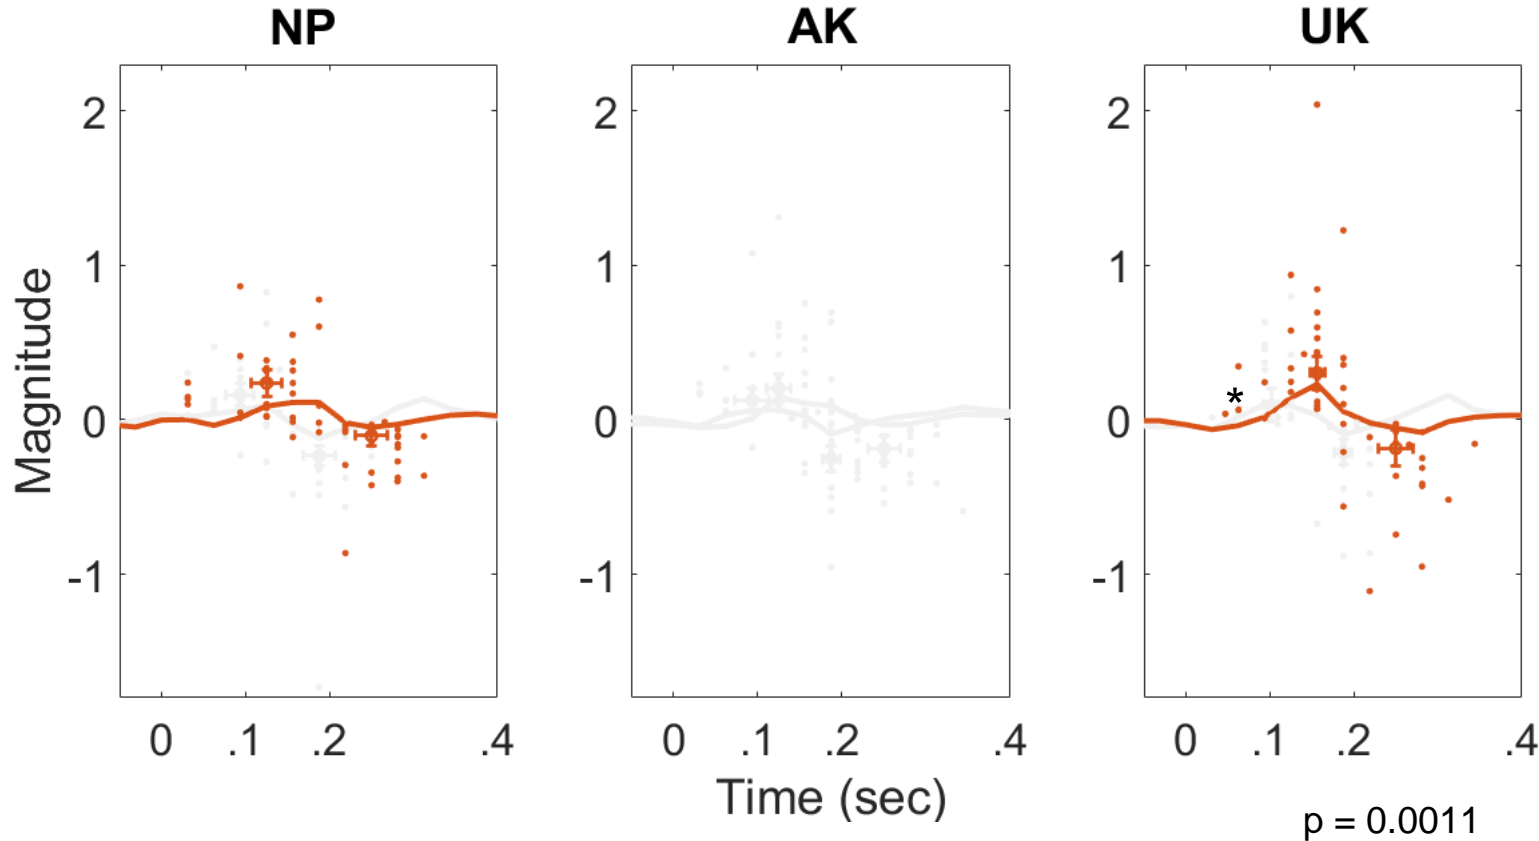 NP AK UK
2 2 2
1 1 1
0 0 0
-1 -1 -1
Magnitude
*
0 .1 .2 .4 0 .1 .2 .4 0 .1 .2 .4
Time (sec)
p = 0.0011